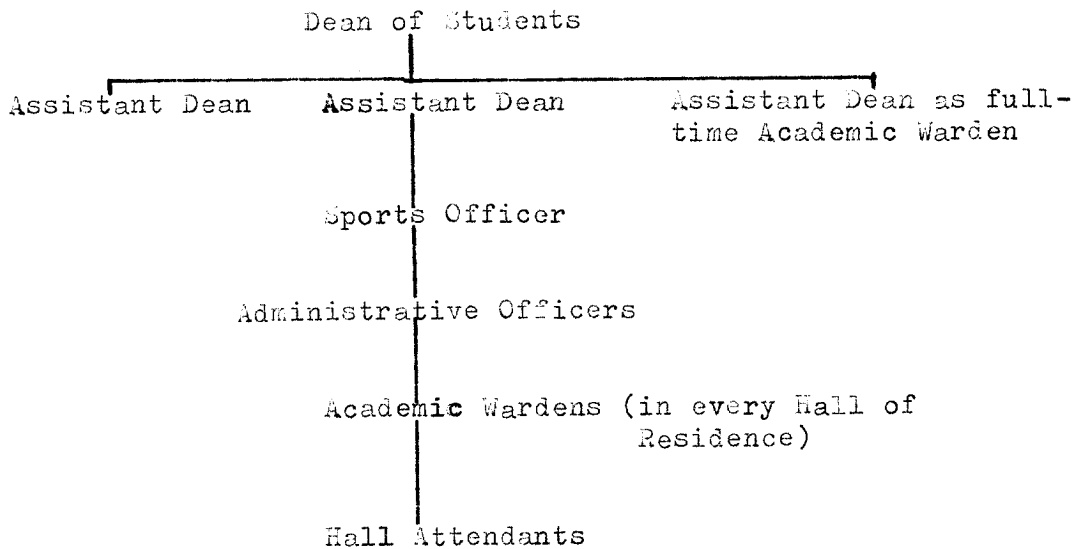 Dean of Students
Assistant Dean
Assistant Dean
Assistant Dean as full-
time Academic Warden
Sports Officer
Administrative Officers
Academic Wardens (in every Hall of
Residence)
Hall Attendants